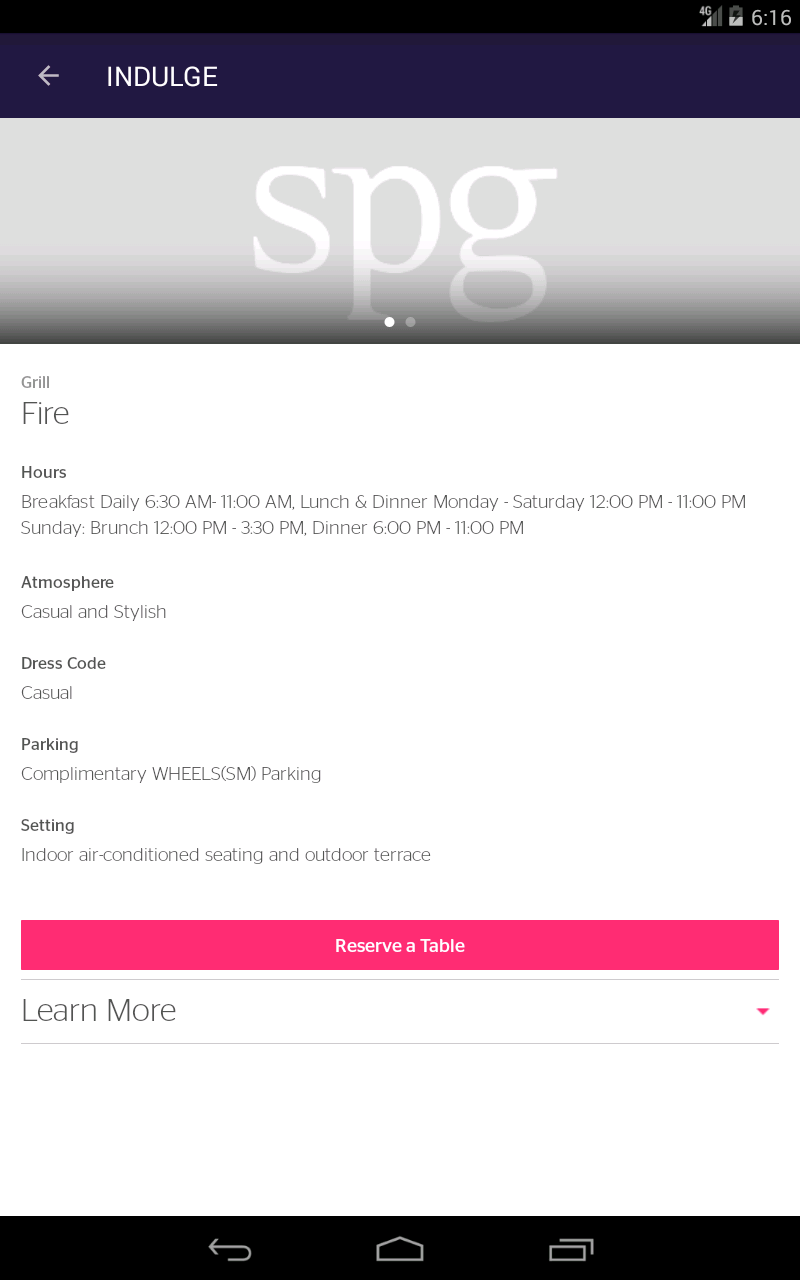 4G 6:16
INDULGE
spg
Grill
Fire
Hours
Breakfast Daily 6:30 AM- 11:00 AM, Lunch & Dinner Monday - Saturday 12:00 PM - 11:00 PM
Sunday: Brunch 12:00 PM - 3:30 PM, Dinner 6:00 PM - 11:00 PM
Atmosphere
Casual and Stylish
Dress Code
Casual
Parking
Complimentary WHEELS(SM) Parking
Setting
Indoor air-conditioned seating and outdoor terrace
Reserve a Table
Learn More